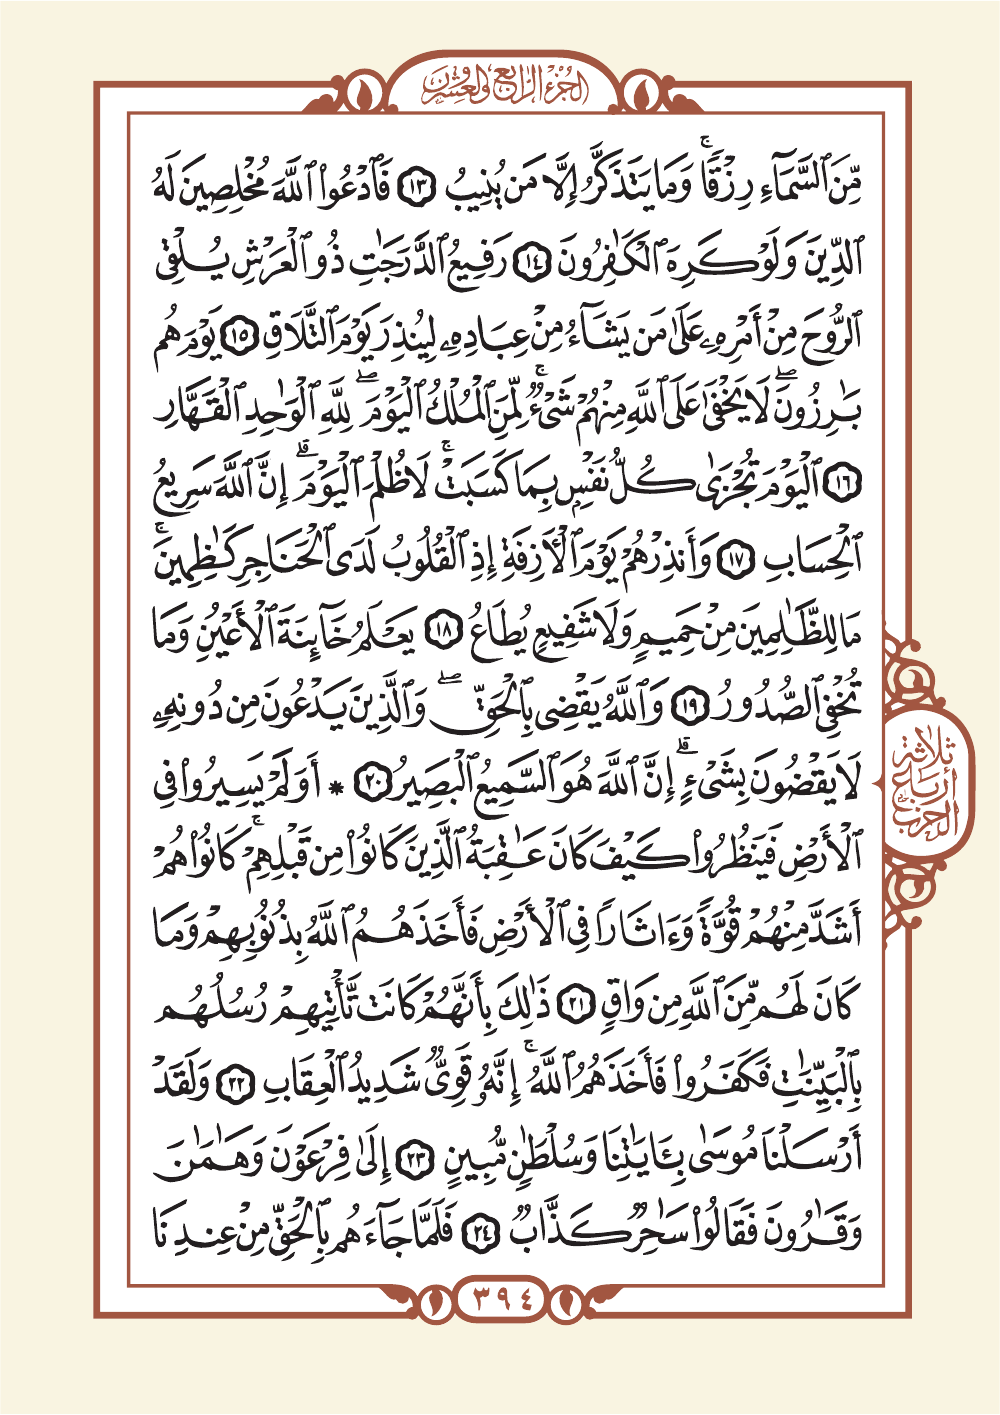 الجزء الرابع والعشرون
مِّنَ ٱلسَّمَآءِ رِزْقًاۚ وَمَا يَتَذَكَّرُ إِلَّا مَن يُنِيبُ ١٣ فَٱدْعُوا۟ ٱللَّهَ مُخْلِصِينَ لَهُ
ٱلدِّينَ وَلَوْ كَرِهَ ٱلْكَٰفِرُونَ ١٤ رَفِيعُ ٱلدَّرَجَٰتِ ذُو ٱلْعَرْشِ يُلْقِى
ٱلرُّوحَ مِنْ أَمْرِهِۦ عَلَىٰ مَن يَشَآءُ مِنْ عِبَادِهِۦ لِيُنذِرَ يَوْمَ ٱلتَّلَاقِ ١٥ يَوْمَ هُم
بَٰرِزُونَۖ لَا يَخْفَىٰ عَلَى ٱللَّهِ مِنْهُمْ شَىْءٌۚ لِّمَنِ ٱلْمُلْكُ ٱلْيَوْمَۖ لِلَّهِ ٱلْوَٰحِدِ ٱلْقَهَّارِ
١٦ ٱلْيَوْمَ تُجْزَىٰ كُلُّ نَفْسٍۭ بِمَا كَسَبَتْۚ لَا ظُلْمَ ٱلْيَوْمَۗ إِنَّ ٱللَّهَ سَرِيعُ
ٱلْحِسَابِ ١٧ وَأَنذِرْهُمْ يَوْمَ ٱلْأَزِفَةِ إِذِ ٱلْقُلُوبُ لَدَى ٱلْحَنَاجِرِ كَٰظِمِينَۚ
مَا لِلظَّٰلِمِينَ مِنْ حَمِيمٍ وَلَا شَفِيعٍ يُطَاعُ ١٨ يَعْلَمُ خَآئِنَةَ ٱلْأَعْيُنِ وَمَا
تُخْفِى ٱلصُّدُورُ ١٩ وَٱللَّهُ يَقْضِى بِٱلْحَقِّۖ وَٱلَّذِينَ يَدْعُونَ مِن دُونِهِۦ
لَا يَقْضُونَ بِشَىْءٍۗ إِنَّ ٱللَّهَ هُوَ ٱلسَّمِيعُ ٱلْبَصِيرُ ٢٠ * أَوَلَمْ يَسِيرُوا۟ فِى
ٱلْأَرْضِ فَيَنظُرُوا۟ كَيْفَ كَانَ عَٰقِبَةُ ٱلَّذِينَ كَانُوا۟ مِن قَبْلِهِمْۚ كَانُوا۟ هُمْ
أَشَدَّ مِنْهُمْ قُوَّةً وَءَاثَارًا فِى ٱلْأَرْضِ فَأَخَذَهُمُ ٱللَّهُ بِذُنُوبِهِمْ وَمَا
كَانَ لَهُم مِّنَ ٱللَّهِ مِن وَاقٍ ٢١ ذَٰلِكَ بِأَنَّهُمْ كَانَت تَّأْتِيهِمْ رُسُلُهُم
بِٱلْبَيِّنَٰتِ فَكَفَرُوا۟ فَأَخَذَهُمُ ٱللَّهُۚ إِنَّهُۥ قَوِىٌّ شَدِيدُ ٱلْعِقَابِ ٢٢ وَلَقَدْ
أَرْسَلْنَا مُوسَىٰ بِـَٔايَٰتِنَا وَسُلْطَٰنٍ مُّبِينٍ ٢٣ إِلَىٰ فِرْعَوْنَ وَهَٰمَٰنَ
وَقَٰرُونَ فَقَالُوا۟ سَٰحِرٌ كَذَّابٌ ٢٤ فَلَمَّا جَآءَهُم بِٱلْحَقِّ مِنْ عِندِنَا
ثلاثة
أرباع
الحزب
٣٩٤